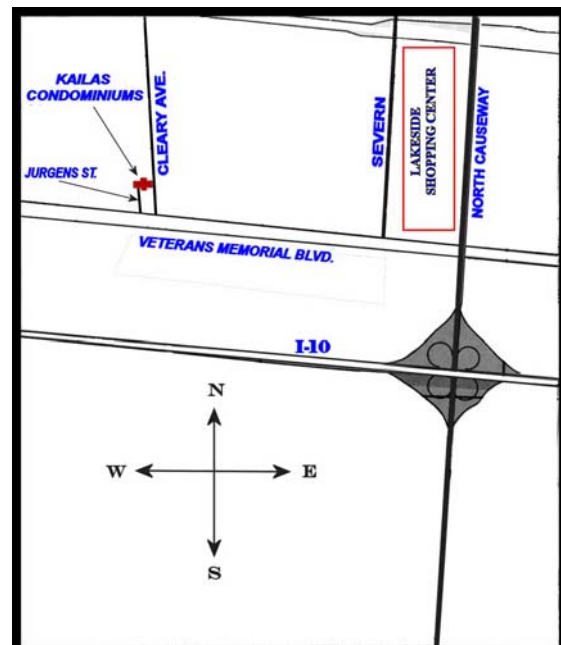 KAILAS
CONDOMINIUMS
CLEARY AVE.
JURGENS ST.
SEVERN
LAKESIDE
SHOPPING CENTER
NORTH CAUSEWAY
VETERANS MEMORIAL BLVD.
I-10
N
W
E
S